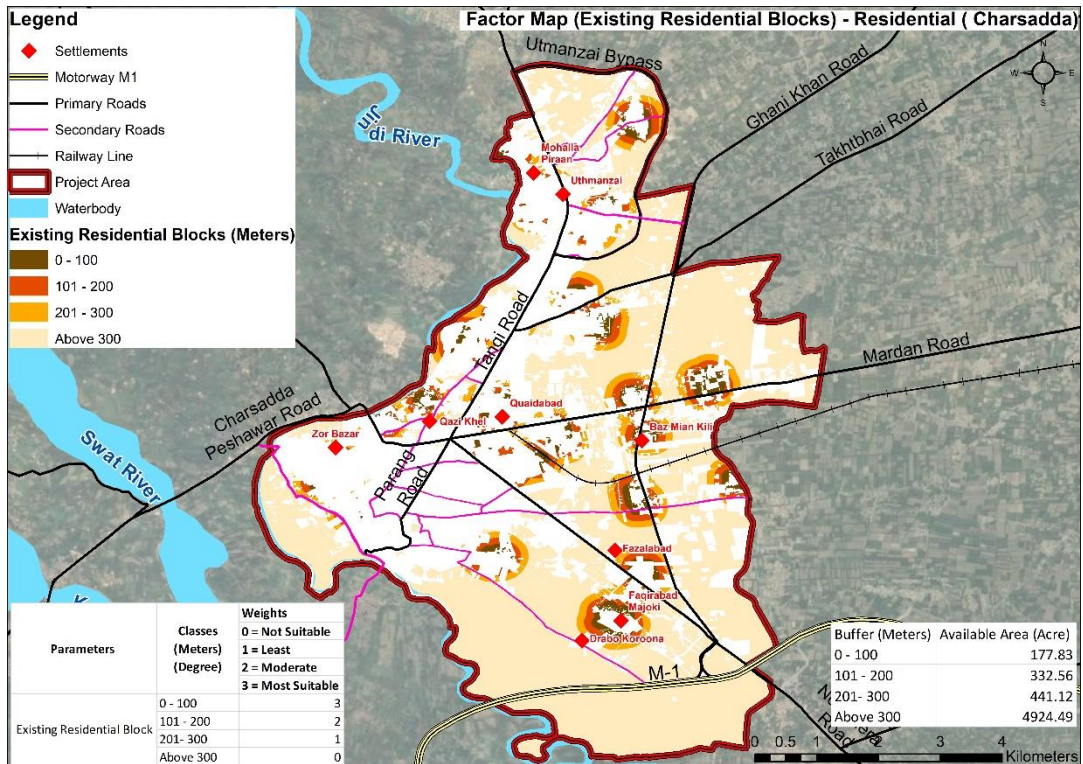 Legend
Settlements
Motorway M1
Primary Roads
Secondary Roads
Railway Line
Project Area
Waterbody
Existing Residential Blocks (Meters)
0 - 100
101 - 200
201 - 300
Above 300
Factor Map (Existing Residential Blocks) - Residential ( Charsadda)
N
W
E
S
Utmanzai Bypass
Ghani Khan Road
Takhtbhai Road
Jin
di River
Mohalla
Piraan
Uthmanzai
Tangi Road
Mardan Road
Charsadda
Peshawar Road
Swat River
Quaidabad
Qazi Khel
Zor Bazar
Baz Mian Kili
Parang
Road
Fazalabad
Faqirabad
Majoki
Drabo Koroona
M-1
Road
Parameters
Classes
(Meters)
(Degree)
Weights
0 = Not Suitable
1 = Least
2 = Moderate
3 = Most Suitable
Existing Residential Block
0 - 100 3
101 - 200 2
201- 300 1
Above 300 0
Buffer (Meters) Available Area (Acre)
0 - 100 177.83
101 - 200 332.56
201- 300 441.12
Above 300 4924.49
0 0.5 1 2 3 4
Kilometers